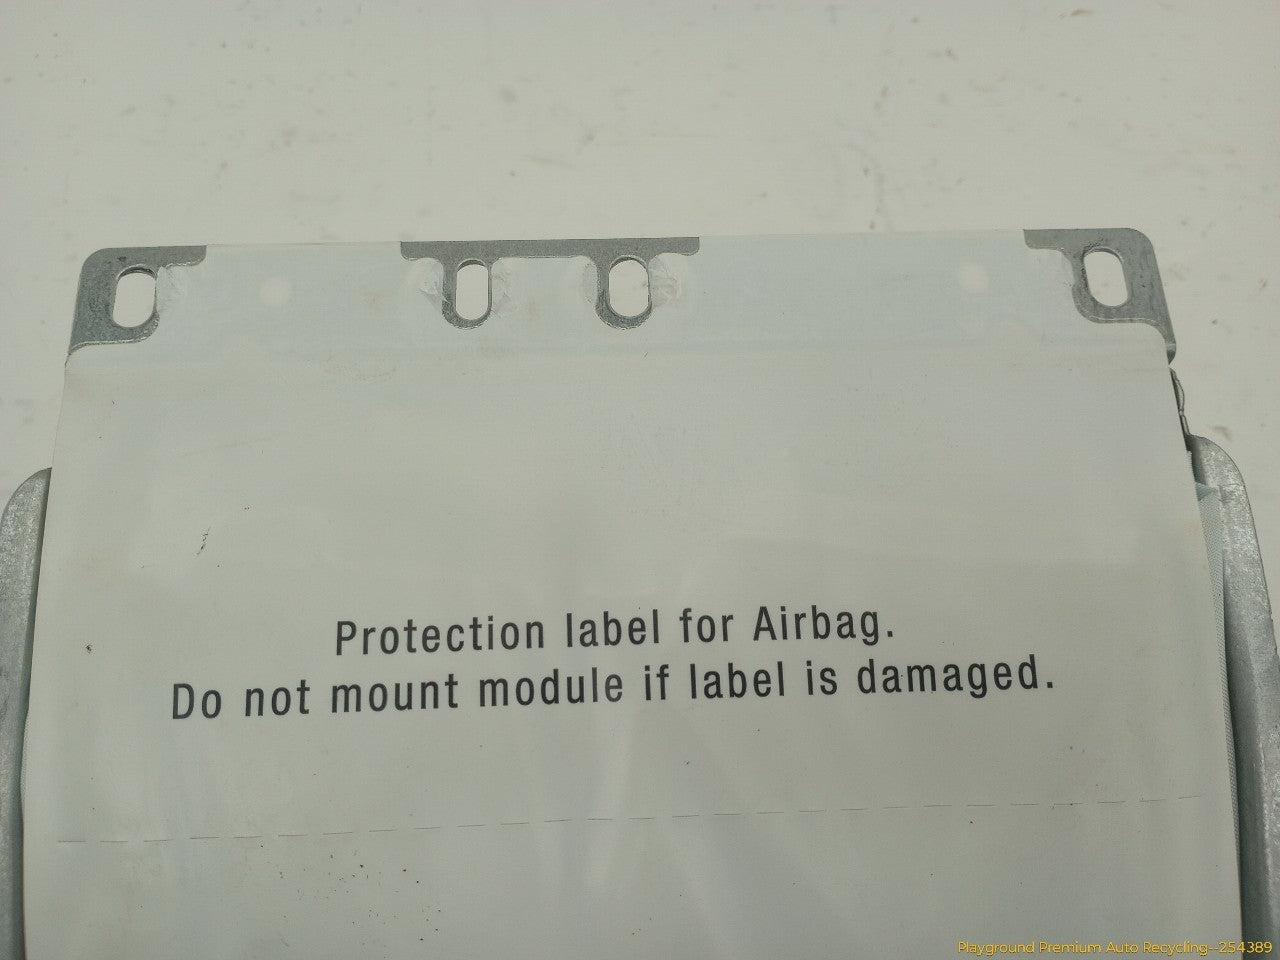 Protection label for Airbag.
Do not mount module if label is damaged.
Playground Premium Auto Recycling--254389